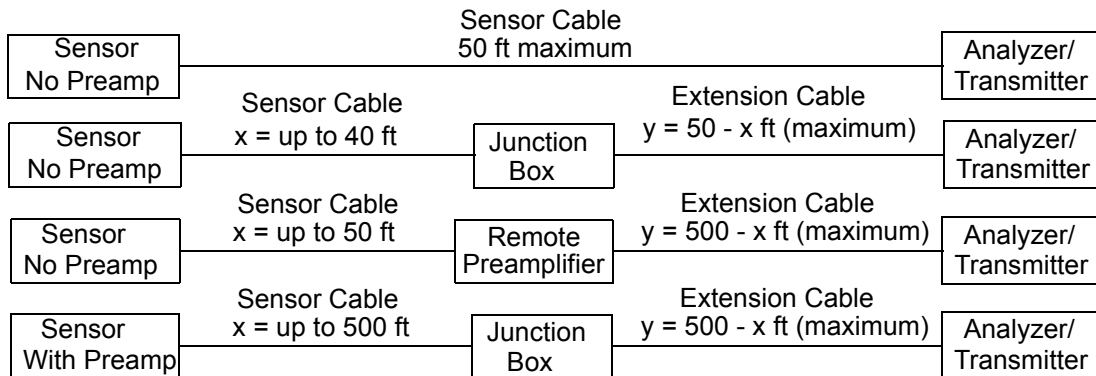 Sensor Cable
50 ft maximum
Sensor
No Preamp
Analyzer/
Transmitter
Sensor Cable
x = up to 40 ft
Extension Cable
y = 50 - x ft (maximum)
Sensor
No Preamp
Junction
Box
Analyzer/
Transmitter
Sensor Cable
x = up to 50 ft
Extension Cable
y = 500 - x ft (maximum)
Sensor
No Preamp
Remote
Preamplifier
Analyzer/
Transmitter
Sensor Cable
x = up to 500 ft
Extension Cable
y = 500 - x ft (maximum)
Sensor
With Preamp
Junction
Box
Analyzer/
Transmitter